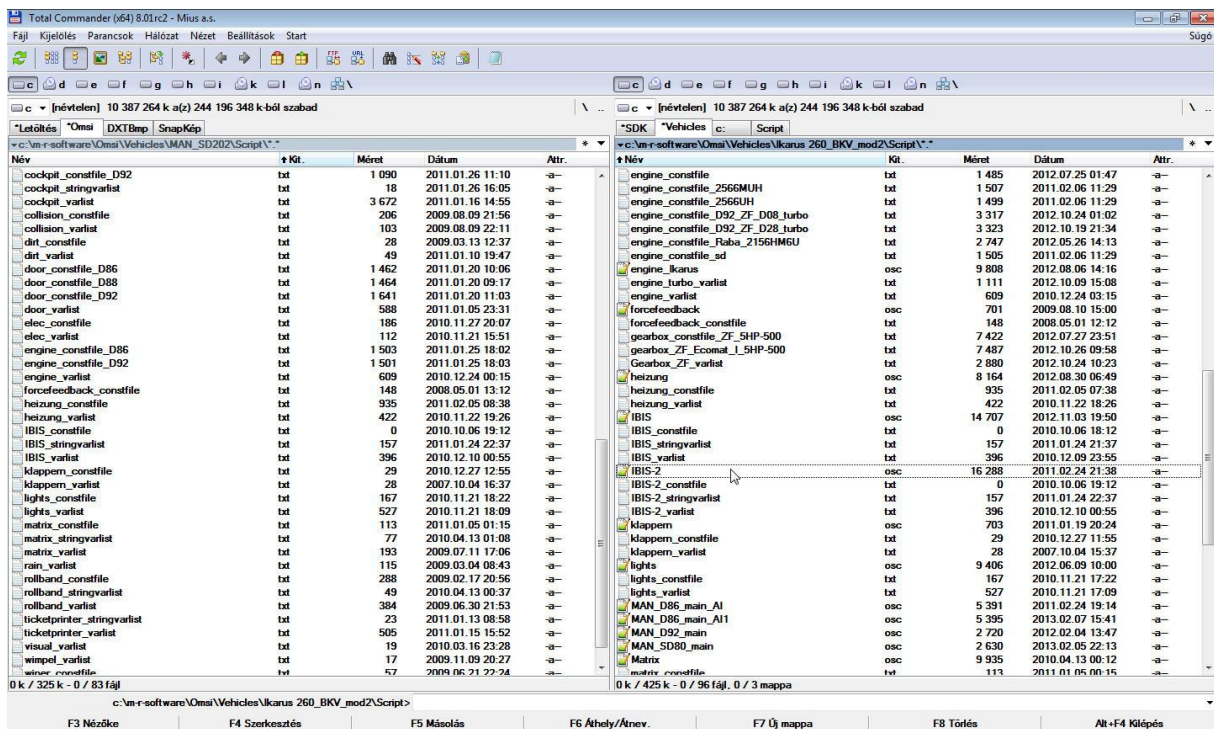 Total Commander (x64) 8.01rc2 - Mius a.s.
Fájl Kijelölés Parancsok Hálózat Nézet Beállítások Start Súgó
FTP URL
c d e f g h i k l n \
c d e f g h i k l n \
c [névtelen] 10 387 264 k a(z) 244 196 348 k-ból szabad \ ..
c [névtelen] 10 387 264 k a(z) 244 196 348 k-ból szabad \ ..
*Letöltés *Omsi DXTBmp SnapKép
*SDK *Vehicles c: Script
c:\m-r-software\Omsi\Vehicles\MAN_SD202\Script\*.* *
Név Kit. Méret Dátum Attr.
cockpit_constfile_D92 txt 1 090 2011.01.26 11:10 -a--
cockpit_stringvarlist txt 18 2011.01.26 16:05 -a--
cockpit_varlist txt 3 672 2011.01.16 14:55 -a--
collision_constfile txt 206 2009.08.09 21:56 -a--
collision_varlist txt 103 2009.08.09 22:11 -a--
dirt_constfile txt 28 2009.03.13 12:37 -a--
dirt_varlist txt 49 2011.01.10 19:47 -a--
door_constfile_D86 txt 1 462 2011.01.20 10:06 -a--
door_constfile_D88 txt 1 464 2011.01.20 09:17 -a--
door_constfile_D92 txt 1 641 2011.01.20 11:03 -a--
door_varlist txt 588 2011.01.05 23:31 -a--
elec_constfile txt 186 2010.11.27 20:07 -a--
elec_varlist txt 112 2010.11.21 15:51 -a--
engine_constfile_D86 txt 1 503 2011.01.25 18:02 -a--
engine_constfile_D92 txt 1 501 2011.01.25 18:03 -a--
engine_varlist txt 609 2010.12.24 00:15 -a--
forcefeedback_constfile txt 148 2008.05.01 13:12 -a--
heizung_constfile txt 935 2011.02.05 08:38 -a--
heizung_varlist txt 422 2010.11.22 19:26 -a--
IBIS_constfile txt 0 2010.10.06 19:12 -a--
IBIS_stringvarlist txt 157 2011.01.24 22:37 -a--
IBIS_varlist txt 396 2010.12.10 00:55 -a--
klappern_constfile txt 29 2010.12.27 12:55 -a--
klappern_varlist txt 28 2007.10.04 16:37 -a--
lights_constfile txt 167 2010.11.21 18:22 -a--
lights_varlist txt 527 2010.11.21 18:09 -a--
matrix_constfile txt 113 2011.01.05 01:15 -a--
matrix_stringvarlist txt 77 2010.04.13 01:08 -a--
matrix_varlist txt 193 2009.07.11 17:06 -a--
rain_varlist txt 115 2009.03.04 08:43 -a--
rollband_constfile txt 288 2009.02.17 20:56 -a--
rollband_stringvarlist txt 49 2010.04.13 00:37 -a--
rollband_varlist txt 384 2009.06.30 21:53 -a--
ticketprinter_stringvarlist txt 23 2011.01.13 08:58 -a--
ticketprinter_varlist txt 505 2011.01.15 15:52 -a--
visual_varlist txt 19 2010.03.16 23:28 -a--
wimpel_varlist txt 17 2009.11.09 20:27 -a--
wiper_constfile txt 57 2009.06.21 22:24 -a--
0 k / 325 k - 0 / 83 fájl
c:\m-r-software\Omsi\Vehicles\Ikarus 260_BKV_mod2\Script\*.* *
Név Kit. Méret Dátum Attr.
engine_constfile txt 1 485 2012.07.25 01:47 -a--
engine_constfile_2566MUH txt 1 507 2011.02.06 11:29 -a--
engine_constfile_2566UH txt 1 499 2011.02.06 11:29 -a--
engine_constfile_D92_ZF_D08_turbo txt 3 317 2012.10.24 01:02 -a--
engine_constfile_D92_ZF_D28_turbo txt 3 323 2012.10.19 21:34 -a--
engine_constfile_Raba_2156HM6U txt 2 747 2012.05.26 14:13 -a--
engine_constfile_sd txt 1 505 2011.02.06 11:29 -a--
engine_Ikarus osc 9 808 2012.08.06 14:16 -a--
engine_turbo_varlist txt 1 111 2012.10.09 15:08 -a--
engine_varlist txt 609 2010.12.24 03:15 -a--
forcefeedback osc 701 2009.08.10 15:00 -a--
forcefeedback_constfile txt 148 2008.05.01 12:12 -a--
gearbox_constfile_ZF_5HP-500 txt 7 422 2012.07.27 23:51 -a--
gearbox_ZF_Ecomat_I_5HP-500 txt 7 487 2012.10.26 09:58 -a--
Gearbox_ZF_varlist txt 2 880 2012.10.24 10:23 -a--
heizung osc 8 164 2012.08.30 06:49 -a--
heizung_constfile txt 935 2011.02.05 07:38 -a--
heizung_varlist txt 422 2010.11.22 18:26 -a--
IBIS osc 14 707 2012.11.03 19:50 -a--
IBIS_constfile txt 0 2010.10.06 18:12 -a--
IBIS_stringvarlist txt 157 2011.01.24 21:37 -a--
IBIS_varlist txt 396 2010.12.09 23:55 -a--
IBIS-2 osc 16 288 2011.02.24 21:38 -a--
IBIS-2_constfile txt 0 2010.10.06 19:12 -a--
IBIS-2_stringvarlist txt 157 2011.01.24 22:37 -a--
IBIS-2_varlist txt 396 2010.12.10 00:55 -a--
klappern osc 703 2011.01.19 20:24 -a--
klappern_constfile txt 29 2010.12.27 11:55 -a--
klappern_varlist txt 28 2007.10.04 15:37 -a--
lights osc 9 406 2012.06.09 10:00 -a--
lights_constfile txt 167 2010.11.21 17:22 -a--
lights_varlist txt 527 2010.11.21 17:09 -a--
MAN_D86_main_AI osc 5 391 2011.02.24 19:14 -a--
MAN_D86_main_AI1 osc 5 395 2013.02.07 15:41 -a--
MAN_D92_main osc 2 720 2012.02.04 13:47 -a--
MAN_SD80_main osc 2 630 2013.02.05 22:13 -a--
Matrix osc 9 935 2010.04.13 00:12 -a--
matrix_constfile txt 113 2011.01.05 00:15 -a--
0 k / 425 k - 0 / 96 fájl, 0 / 3 mappa
c:\m-r-software\Omsi\Vehicles\Ikarus 260_BKV_mod2\Script>
F3 Nézőke F4 Szerkesztés F5 Másolás F6 Áthely/Átnev. F7 Új mappa F8 Törlés Alt+F4 Kilépés